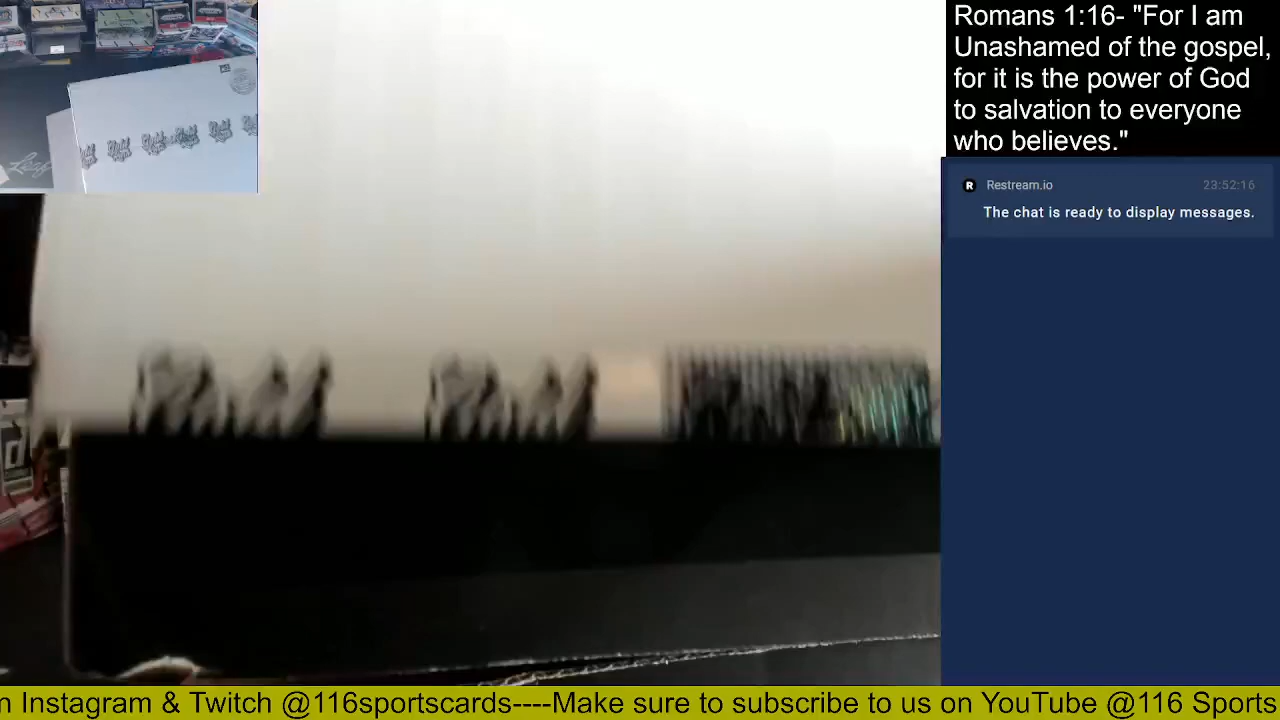 Romans 1:16- "For I am
Unashamed of the gospel,
for it is the power of God
to salvation to everyone
who believes."
R Restream.io 23:52:16
The chat is ready to display messages.
Leaf
n Instagram & Twitch @116sportscards----Make sure to subscribe to us on YouTube @116 Sports